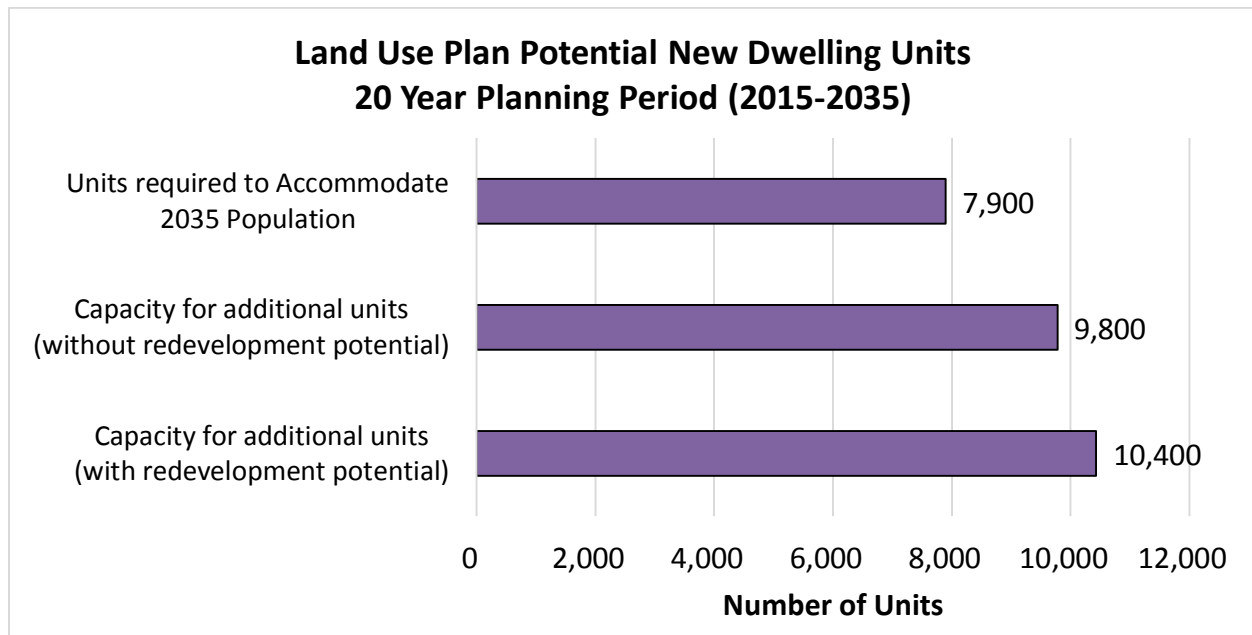 Land Use Plan Potential New Dwelling Units
20 Year Planning Period (2015-2035)
Units required to Accommodate
2035 Population
7,900
Capacity for additional units
(without redevelopment potential)
9,800
Capacity for additional units
(with redevelopment potential)
10,400
0 2,000 4,000 6,000 8,000 10,000 12,000
Number of Units